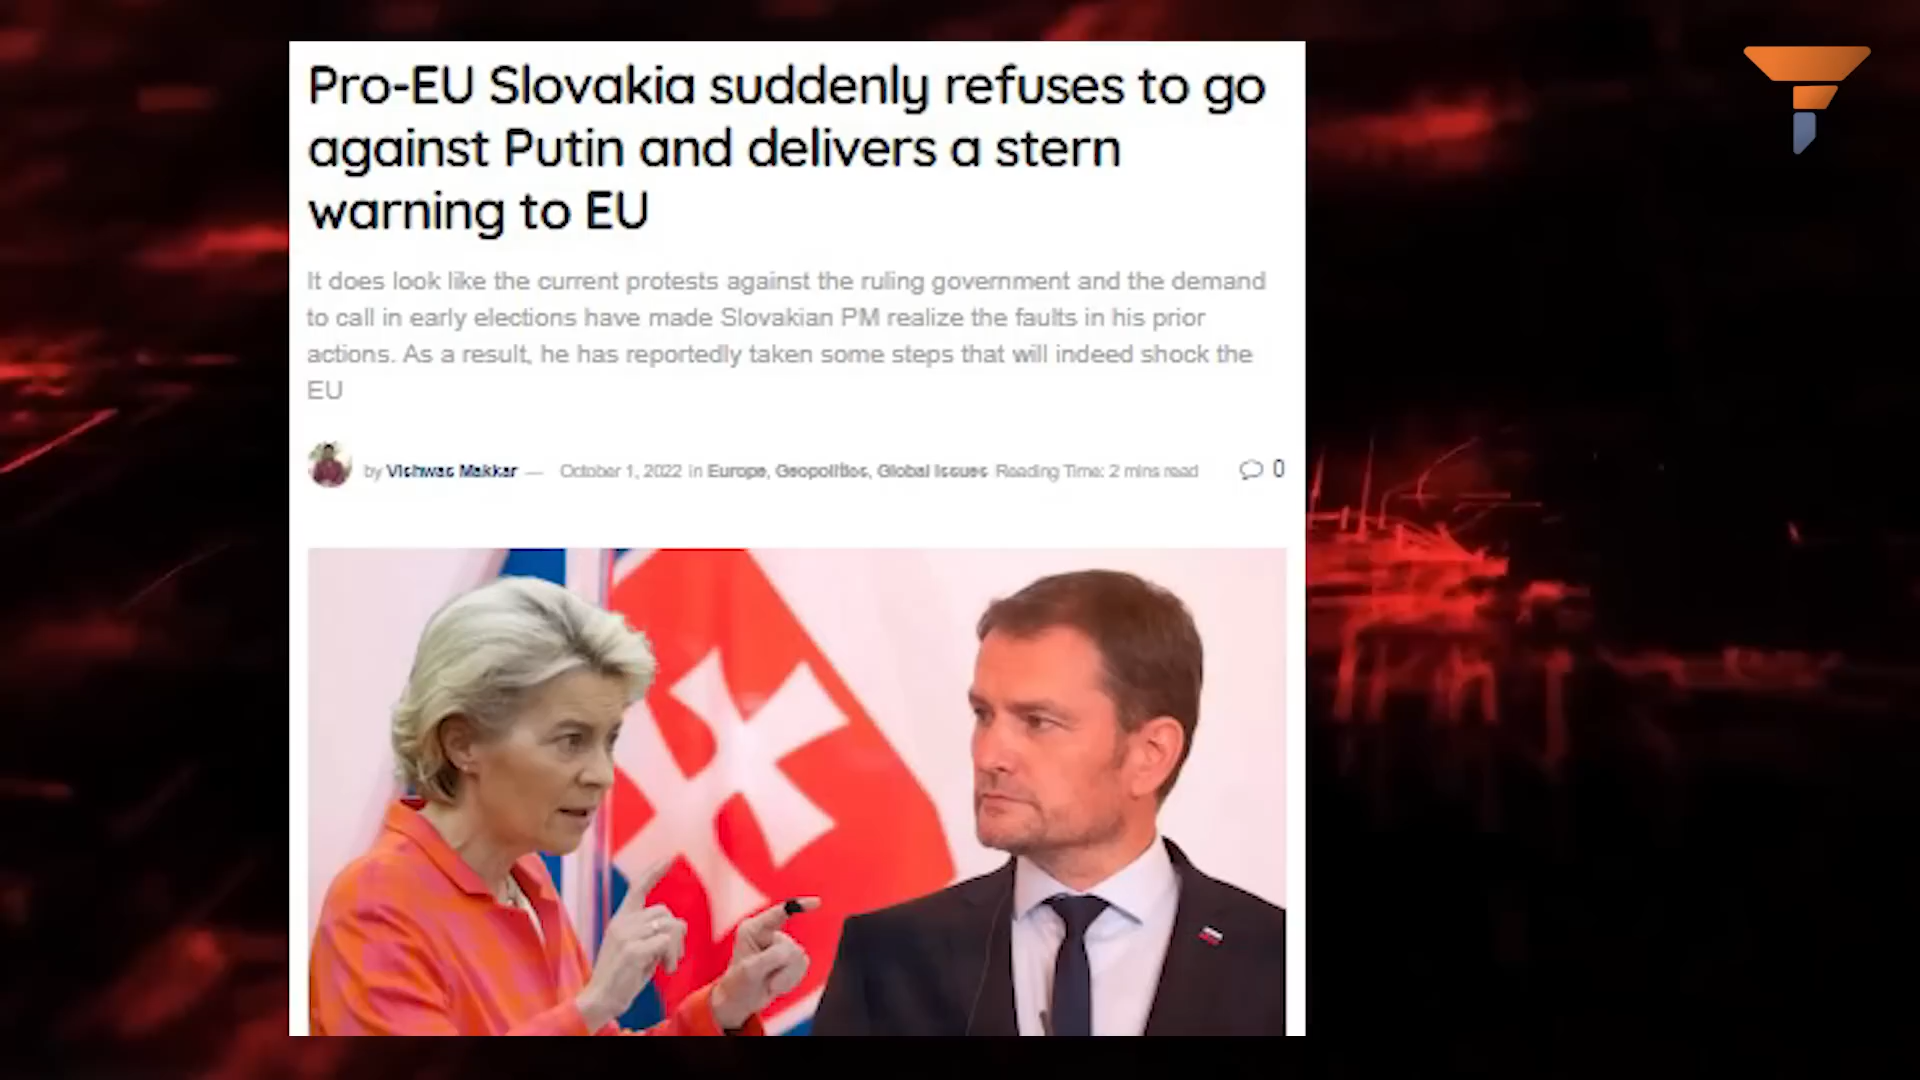 Pro-EU Slovakia suddenly refuses to go
against Putin and delivers a stern
warning to EU
It does look like the current protests against the ruling government and the demand
to call in early elections have made Slovakian PM realize the faults in his prior
actions. As a result, he has reportedly taken some steps that will indeed shock the
EU
by Vishwas Makkar — October 1, 2022 in Europe, Geopolitics, Global Issues Reading Time: 2 mins read 0